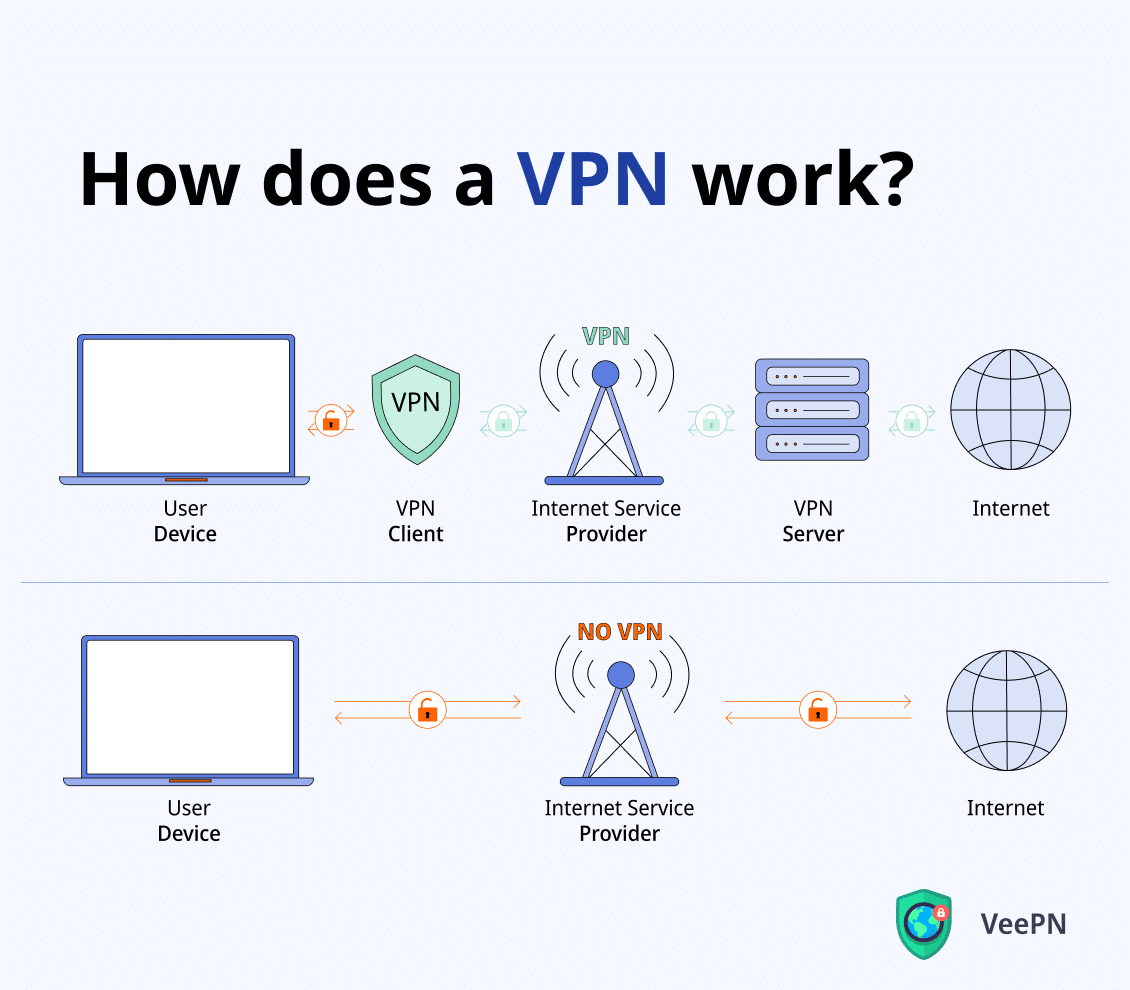 How does a VPN work?
VPN
VPN
User
Device
VPN
Client
Internet Service
Provider
VPN
Server
Internet
NO VPN
User
Device
Internet Service
Provider
Internet
VeePN